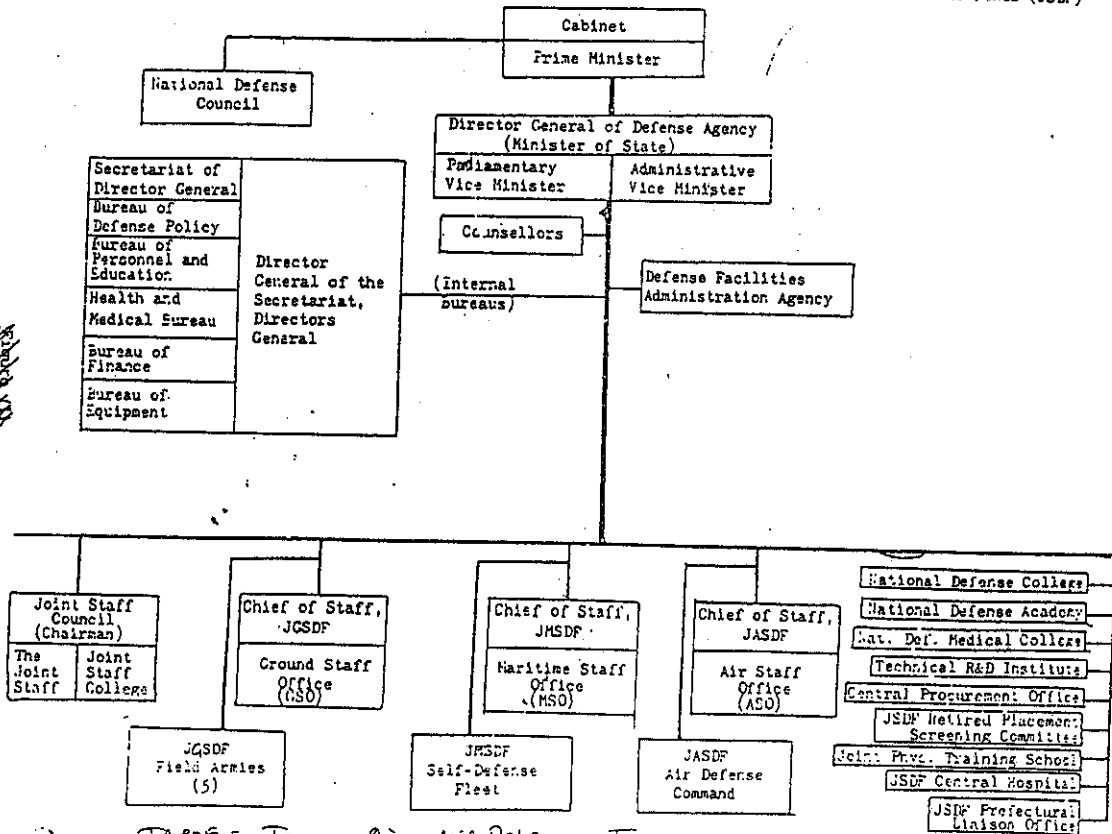 Cabinet
Prime Minister
National Defense
Council
Director General of Defense Agency
(Minister of State)
Parliamentary
Vice Minister
Administrative
Vice Minister
Counsellors
Secretariat of
Director General
Bureau of
Defense Policy
Bureau of
Personnel and
Education
Health and
Medical Bureau
Bureau of
Finance
Bureau of
Equipment
Director
General of the
Secretariat,
Directors
General
(Internal
Bureaus)
Defense Facilities
Administration Agency
Joint Staff
Council
(Chairman)
The
Joint
Staff
Joint
Staff
College
Chief of Staff,
JGSDF
Ground Staff
Office
(GSO)
JGSDF
Field Armies
(5)
Chief of Staff,
JMSDF
Maritime Staff
Office
(MSO)
JMSDF
Self-Defense
Fleet
Chief of Staff,
JASDF
Air Staff
Office
(ASO)
JASDF
Air Defense
Command
National Defense College
National Defense Academy
Nat. Def. Medical College
Technical R&D Institute
Central Procurement Office
JSDF Retired Placement
Screening Committee
Joint Phys. Training School
JSDF Central Hospital
JSDF Prefectural
Liaison Office